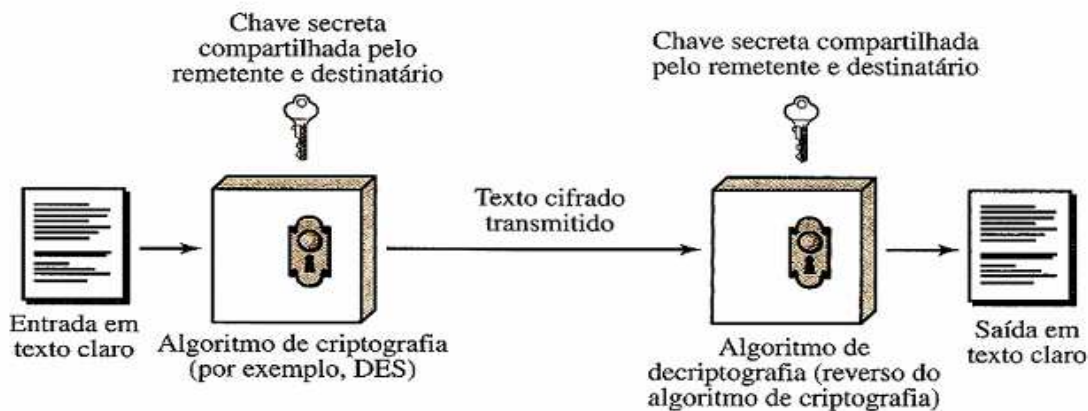 Chave secreta
compartilhada pelo
remetente e destinatário
Chave secreta compartilhada
pelo remetente e destinatário
Texto cifrado
transmitido
Entrada em
texto claro
Algoritmo de criptografia
(por exemplo, DES)
Algoritmo de
decriptografia (reverso do
algoritmo de criptografia)
Saída em
texto claro